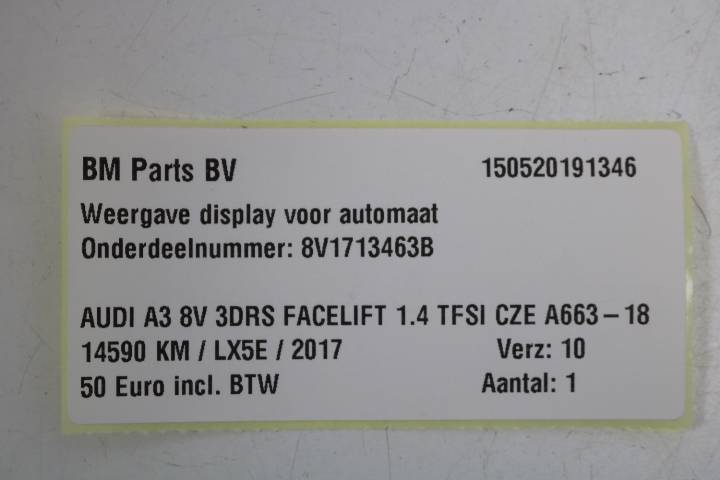 BM Parts BV 150520191346
Weergave display voor automaat
Onderdeelnummer: 8V1713463B
AUDI A3 8V 3DRS FACELIFT 1.4 TFSI CZE A663-18
14590 KM / LX5E / 2017 Verz: 10
50 Euro incl. BTW Aantal: 1